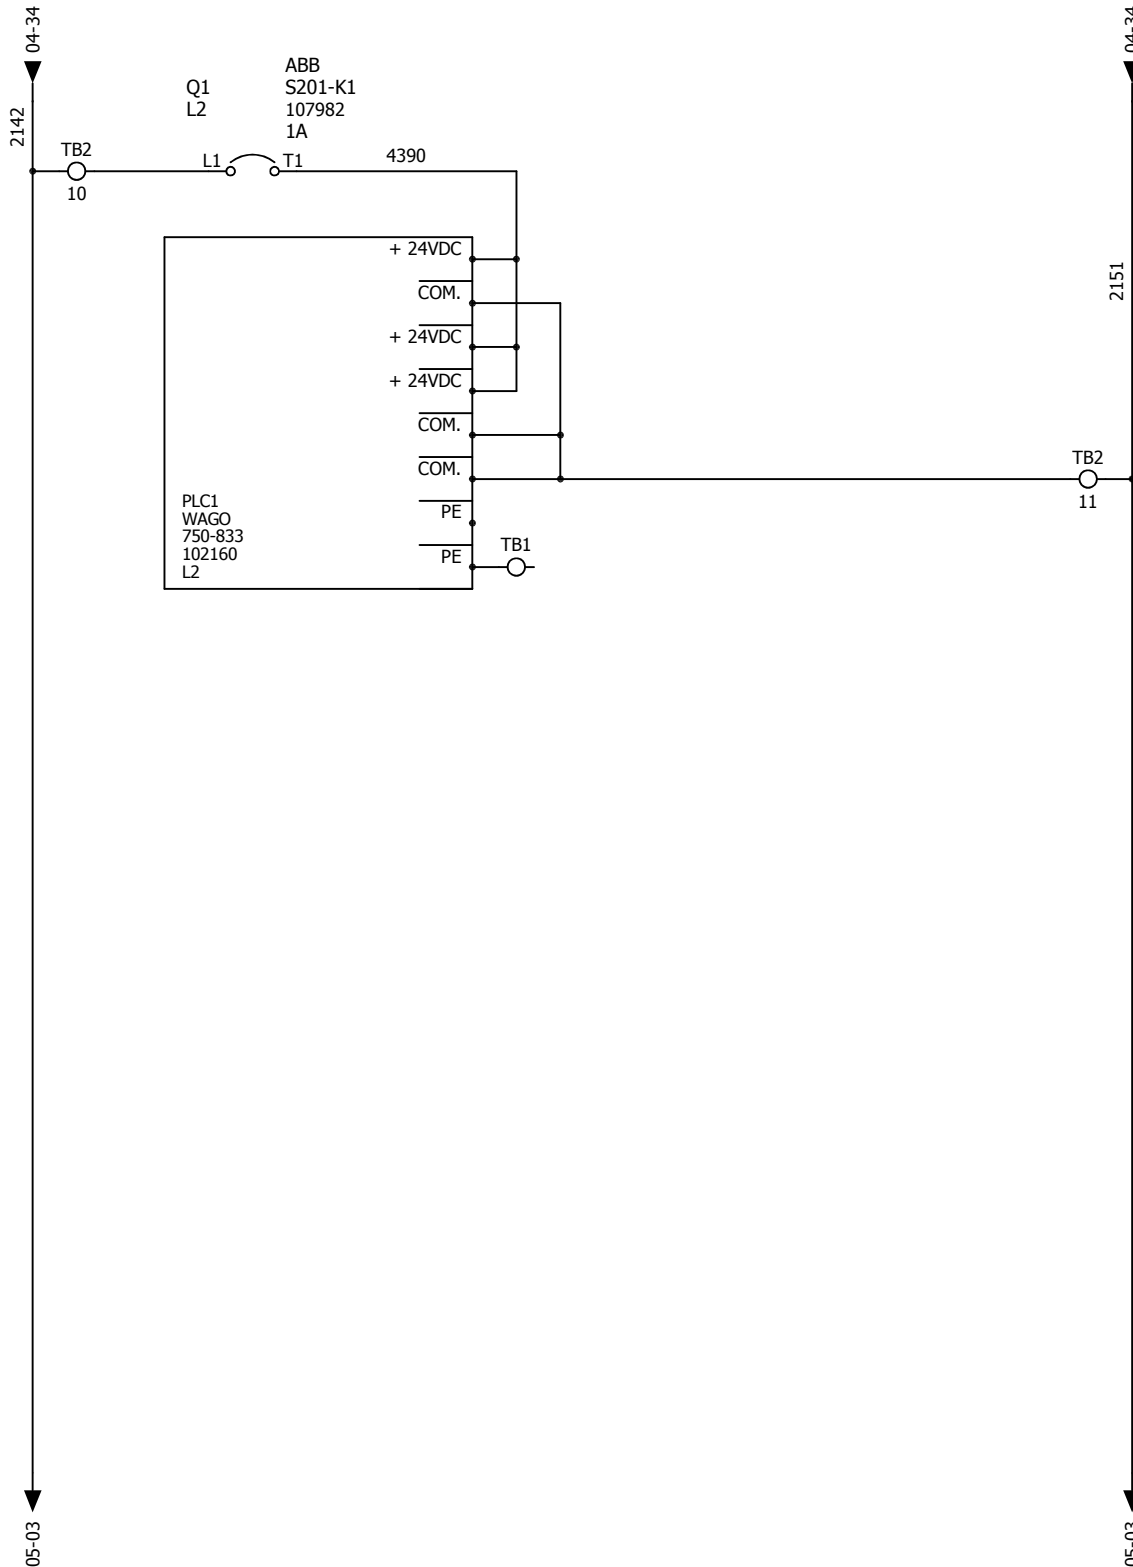 04-34
04-34
2142
Q1
L2
ABB
S201-K1
107982
1A
TB2
10
L1
T1
4390
2151
+ 24VDC
COM.
+ 24VDC
+ 24VDC
COM.
COM.
PE
PE
PLC1
WAGO
750-833
102160
L2
TB1
TB2
11
05-03
05-03